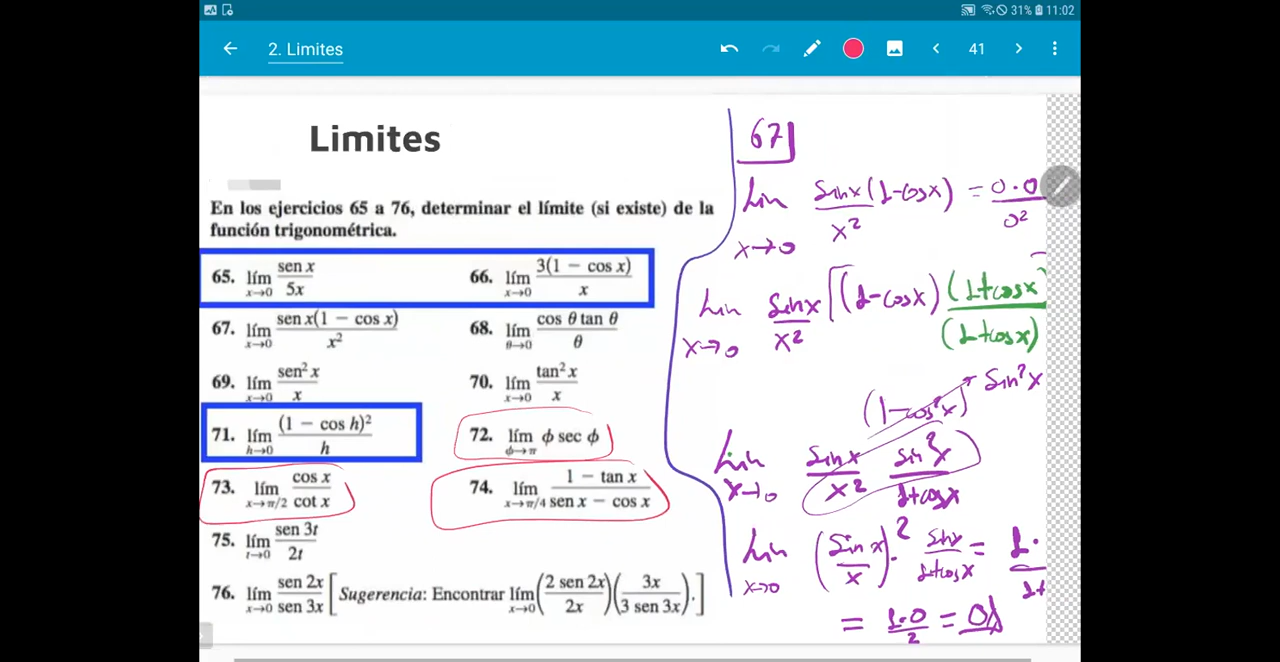 31% 11:02
2. Limites
41
Limites
En los ejercicios 65 a 76, determinar el límite (si existe) de la
función trigonométrica.
65. lím x→0 sen x / 5x
66. lím x→0 3(1 − cos x) / x
67. lím x→0 sen x(1 − cos x) / x²
68. lím θ→0 cos θ tan θ / θ
69. lím x→0 sen² x / x
70. lím x→0 tan² x / x
71. lím h→0 (1 − cos h)² / h
72. lím ϕ→π ϕ sec ϕ
73. lím x→π/2 cos x / cot x
74. lím x→π/4 1 − tan x / sen x − cos x
75. lím t→0 sen 3t / 2t
76. lím x→0 sen 2x / sen 3x [Sugerencia: Encontrar lím x→0 (2 sen 2x / 2x)(3x / 3 sen 3x).]
67
Lim x→0 Sinx(1-cosx) / x² = 0·0 / 0²
Lim x→0 Sinx / x² [(1-cosx) (1+cosx) / (1+cosx)
(1-cos²x) → Sin²x
Lim x→0 Sinx / x² Sin²x / 1+cosx
Lim x→0 (Sinx / x)² · Sinx / 1+cosx = 1· / 1+
= 1·0 / 2 = 0